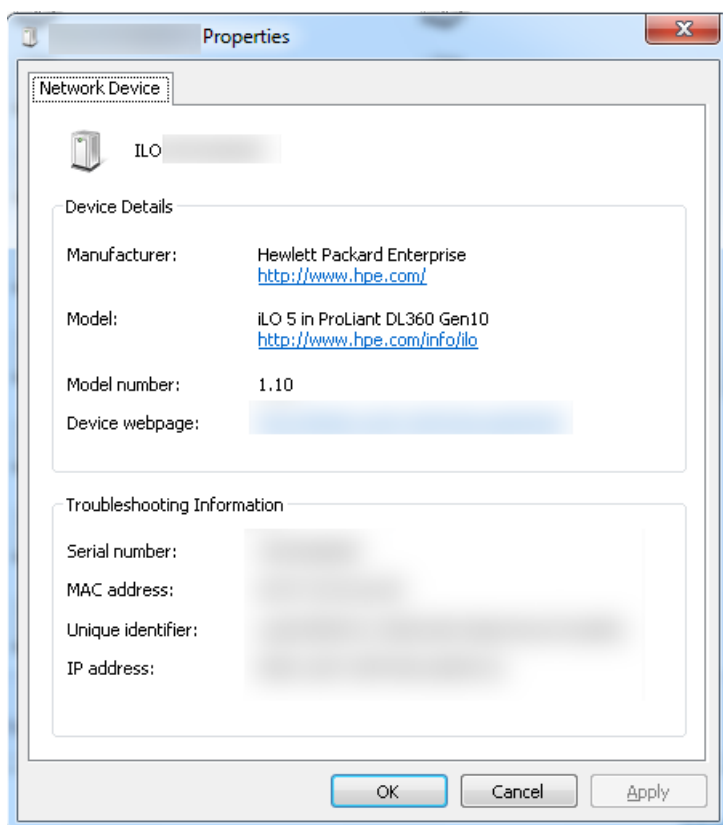 Properties
Network Device
ILO
Device Details
Manufacturer: Hewlett Packard Enterprise
http://www.hpe.com/
Model: iLO 5 in ProLiant DL360 Gen10
http://www.hpe.com/info/ilo
Model number: 1.10
Device webpage:
Troubleshooting Information
Serial number:
MAC address:
Unique identifier:
IP address:
OK Cancel Apply